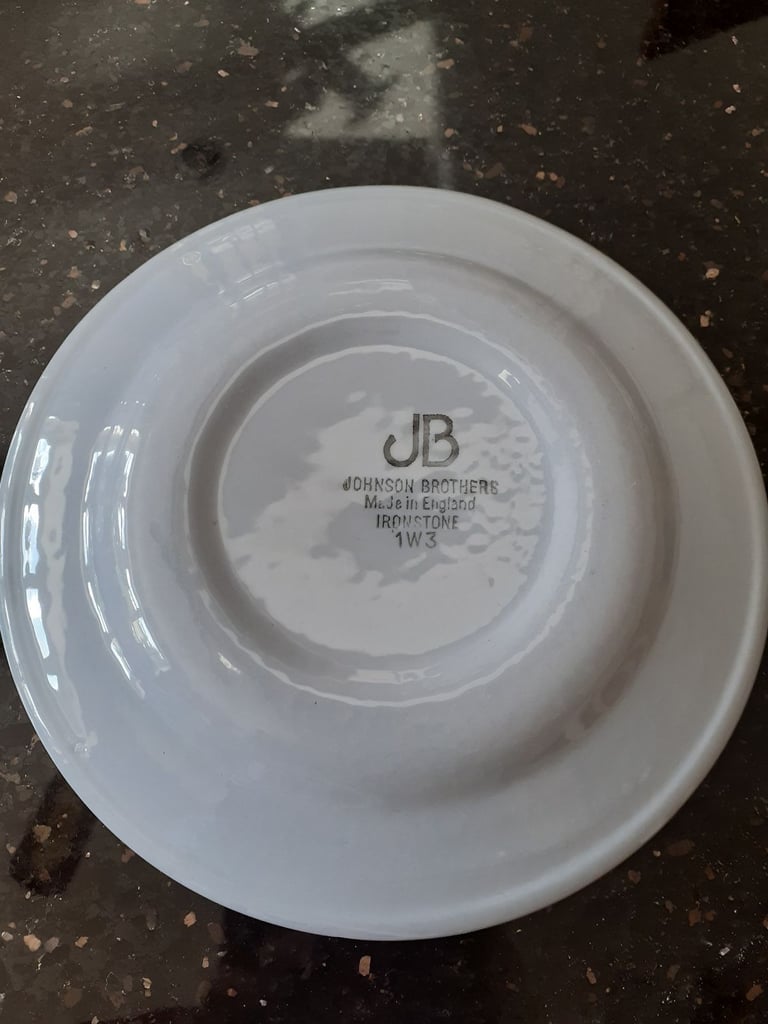 JB
JOHNSON BROTHERS
Made in England
IRONSTONE
1W3